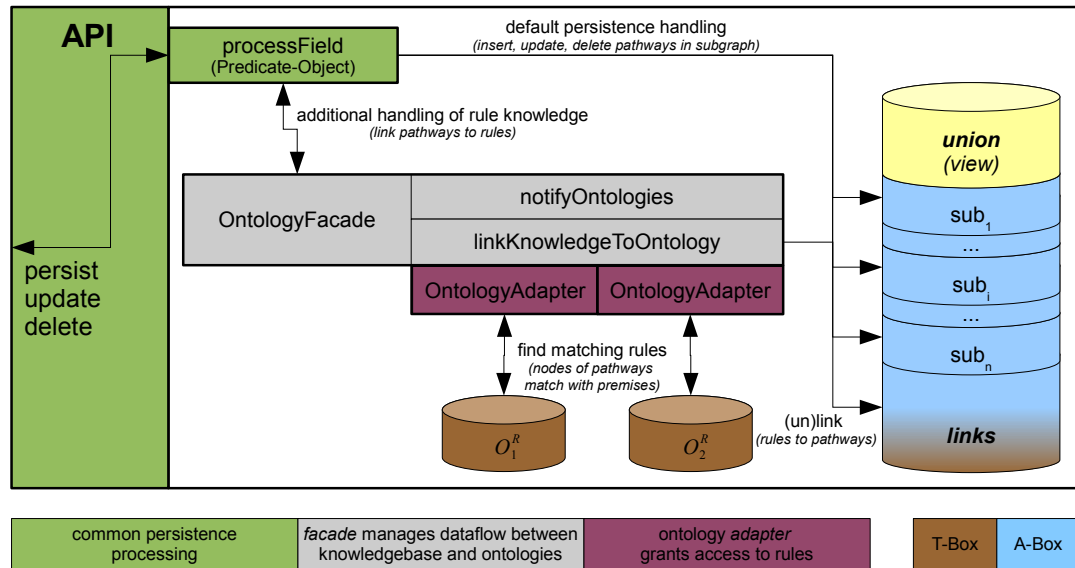 API
persist
update
delete
processField
(Predicate-Object)
default persistence handling
(insert, update, delete pathways in subgraph)
additional handling of rule knowledge
(link pathways to rules)
OntologyFacade
notifyOntologies
linkKnowledgeToOntology
OntologyAdapter
OntologyAdapter
find matching rules
(nodes of pathways
match with premises)
O₁ᴿ
O₂ᴿ
(un)link
(rules to pathways)
union
(view)
sub₁
...
subᵢ
...
subₙ
links
common persistence
processing
facade manages dataflow between
knowledgebase and ontologies
ontology adapter
grants access to rules
T-Box
A-Box